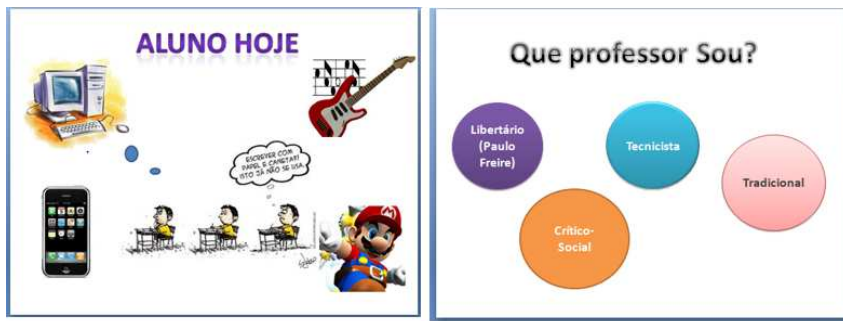 ALUNO HOJE
ESCREVER COM
PAPEL E CANETA?!
ISTO JÁ NÃO SE USA.
Que professor Sou?
Libertário
(Paulo
Freire)
Tecnicista
Tradicional
Crítico-
Social